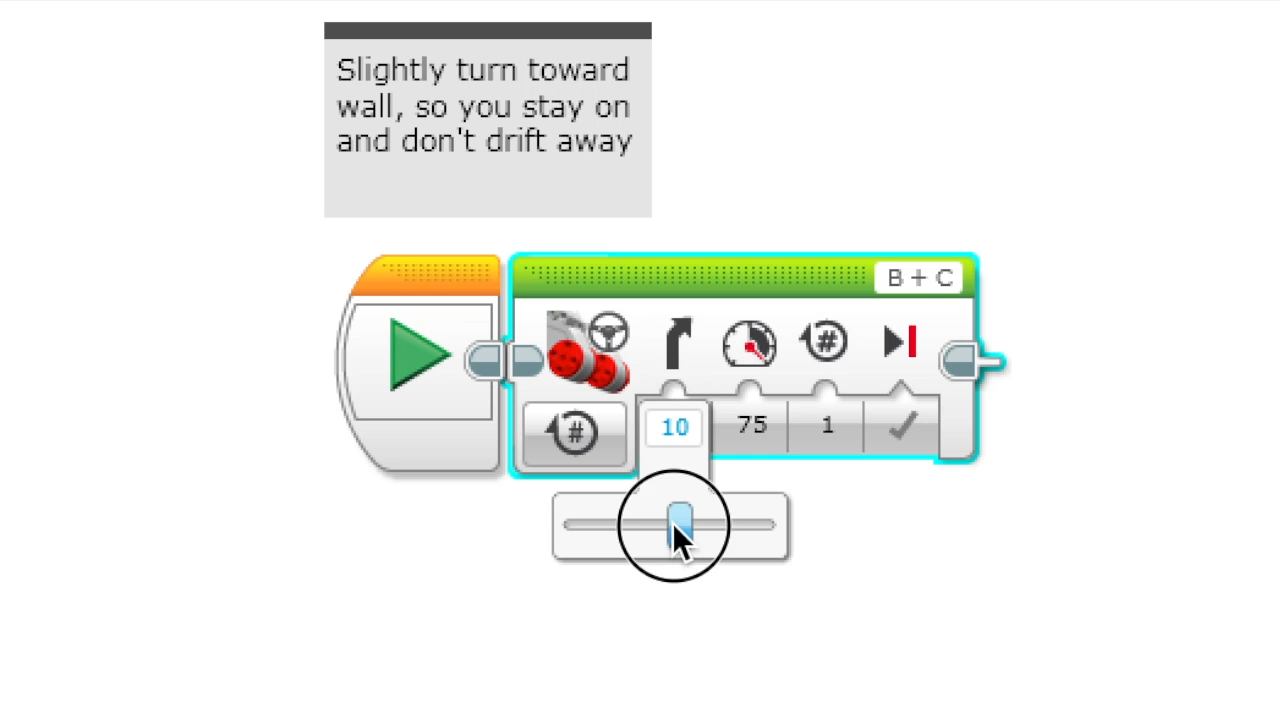 Slightly turn toward
wall, so you stay on
and don't drift away
B + C
#
#
10
75
1